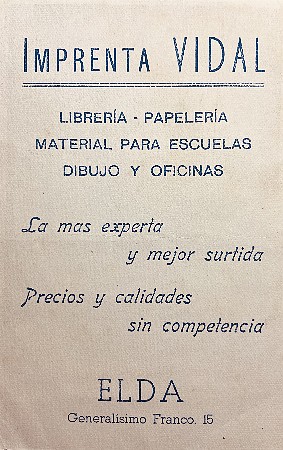 IMPRENTA VIDAL
LIBRERÍA - PAPELERÍA
MATERIAL PARA ESCUELAS
DIBUJO Y OFICINAS
La mas experta
y mejor surtida
Precios y calidades
sin competencia
ELDA
Generalísimo Franco, 15